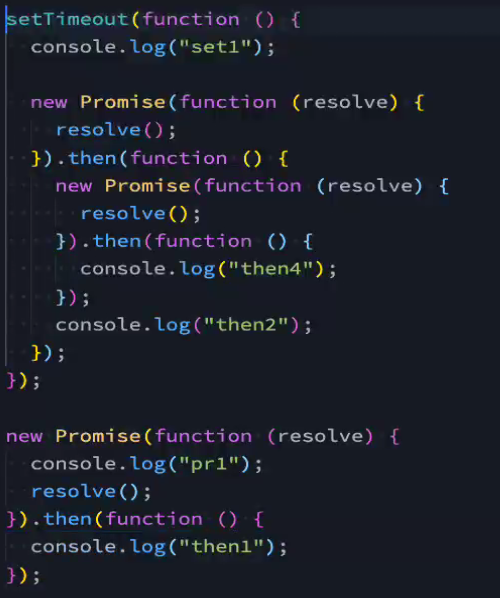 setTimeout(function () {
  console.log("set1");

  new Promise(function (resolve) {
    resolve();
  }).then(function () {
    new Promise(function (resolve) {
      resolve();
    }).then(function () {
      console.log("then4");
    });
    console.log("then2");
  });
});

new Promise(function (resolve) {
  console.log("pr1");
  resolve();
}).then(function () {
  console.log("then1");
});